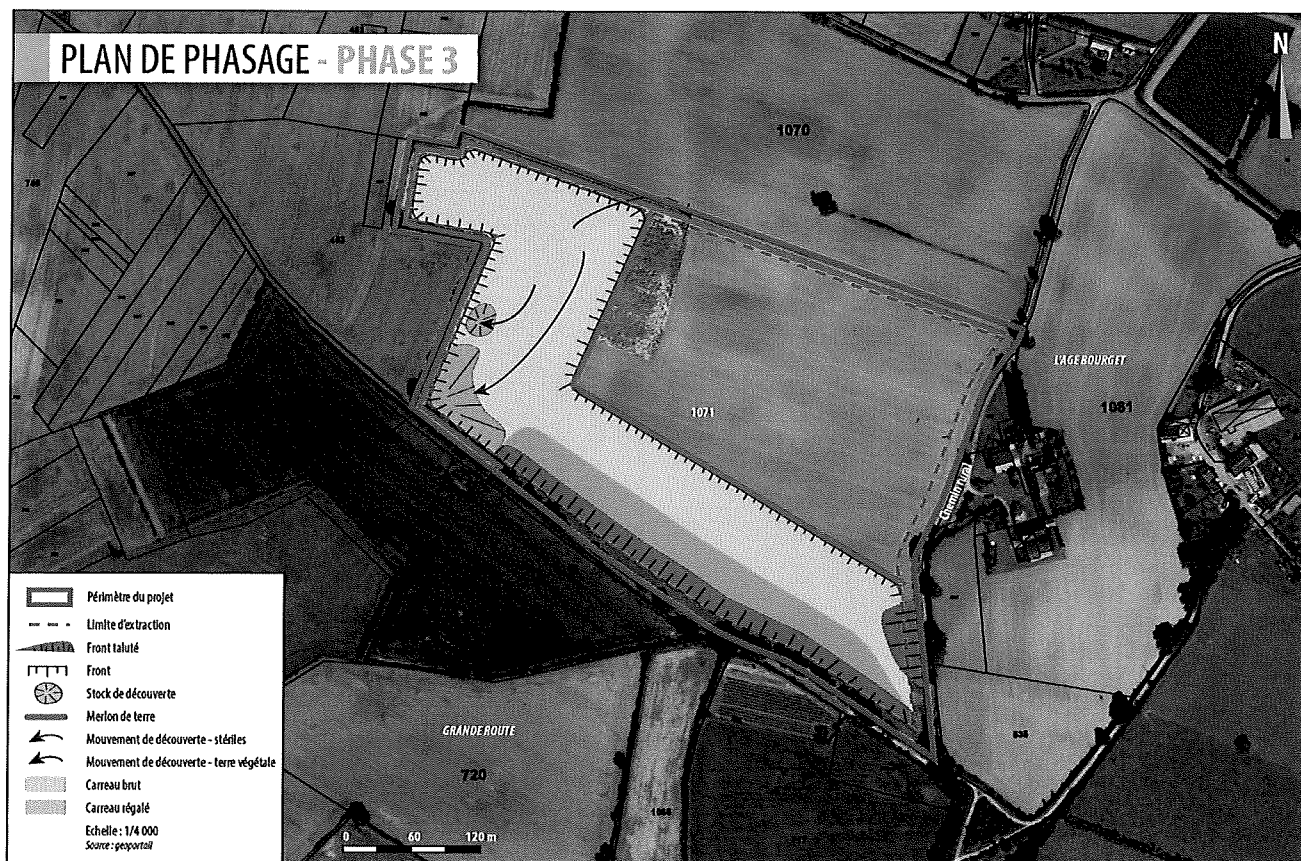 PLAN DE PHASAGE - PHASE 3
N
1070
1071
L'AGE BOURGET
1081
Chemin rural
GRANDE ROUTE
720
Périmètre du projet
Limite d'extraction
Front taluté
Front
Stock de découverte
Merlon de terre
Mouvement de découverte - stériles
Mouvement de découverte - terre végétale
Carreau brut
Carreau régalé
Echelle : 1/4 000
Source : geoportail
0 60 120 m